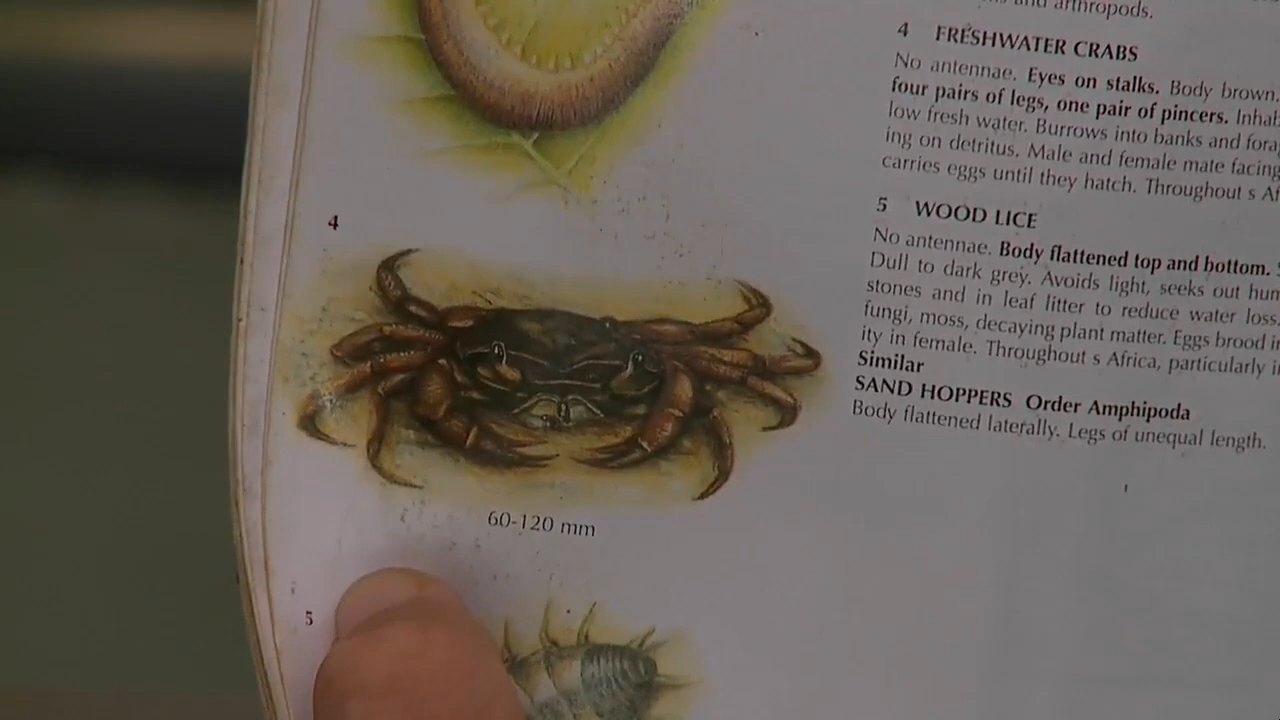 arthropods.
4 FRESHWATER CRABS
No antennae. Eyes on stalks. Body brown,
four pairs of legs, one pair of pincers. Inhab
low fresh water. Burrows into banks and fora
ing on detritus. Male and female mate facing
carries eggs until they hatch. Throughout s Af
5 WOOD LICE
No antennae. Body flattened top and bottom.
Dull to dark grey. Avoids light, seeks out hum
stones and in leaf litter to reduce water loss.
fungi, moss, decaying plant matter. Eggs brood in
ity in female. Throughout s Africa, particularly i
Similar
SAND HOPPERS Order Amphipoda
Body flattened laterally. Legs of unequal length.
4
60-120 mm
5